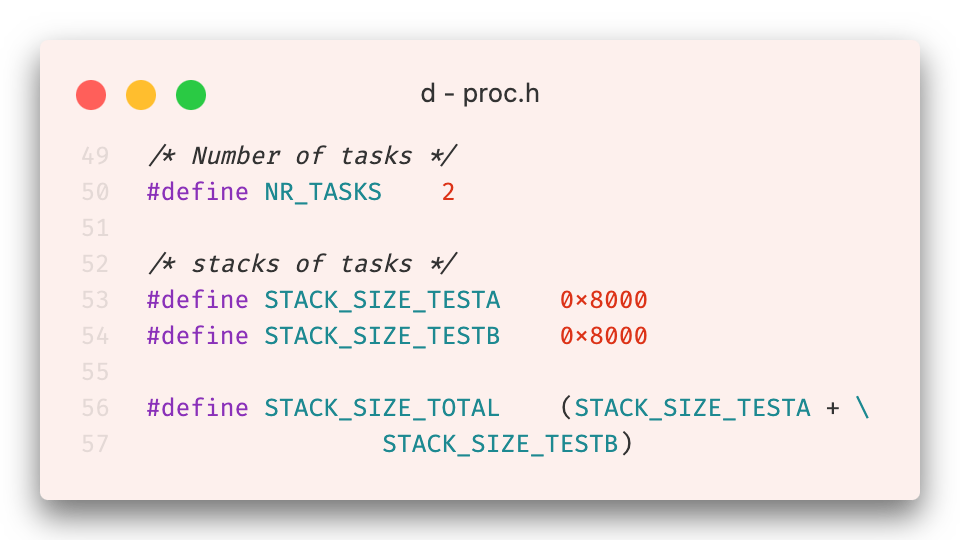 d - proc.h
49 /* Number of tasks */
50 #define NR_TASKS    2
51
52 /* stacks of tasks */
53 #define STACK_SIZE_TESTA    0x8000
54 #define STACK_SIZE_TESTB    0x8000
55
56 #define STACK_SIZE_TOTAL    (STACK_SIZE_TESTA + \
57                 STACK_SIZE_TESTB)